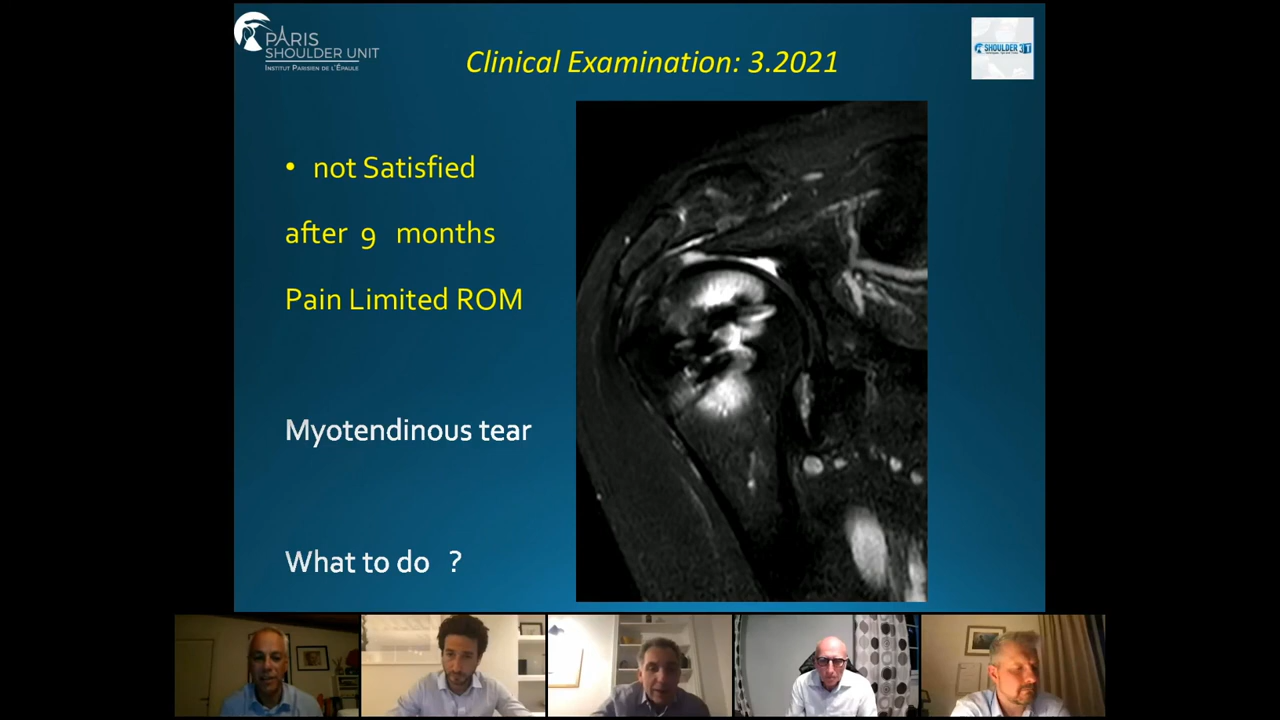 PARIS
SHOULDER UNIT
INSTITUT PARISIEN DE L'ÉPAULE
Clinical Examination: 3.2021
SHOULDER
• not Satisfied
after 9 months
Pain Limited ROM
Myotendinous tear
What to do ?